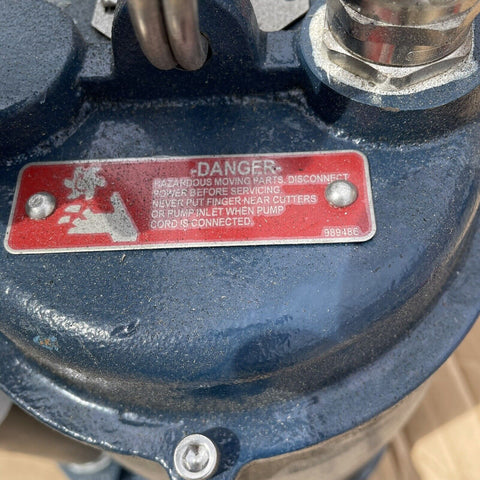 -DANGER-
HAZARDOUS MOVING PARTS. DISCONNECT
POWER BEFORE SERVICING.
NEVER PUT FINGER NEAR CUTTERS
OR PUMP INLET WHEN PUMP
CORD IS CONNECTED.
989486